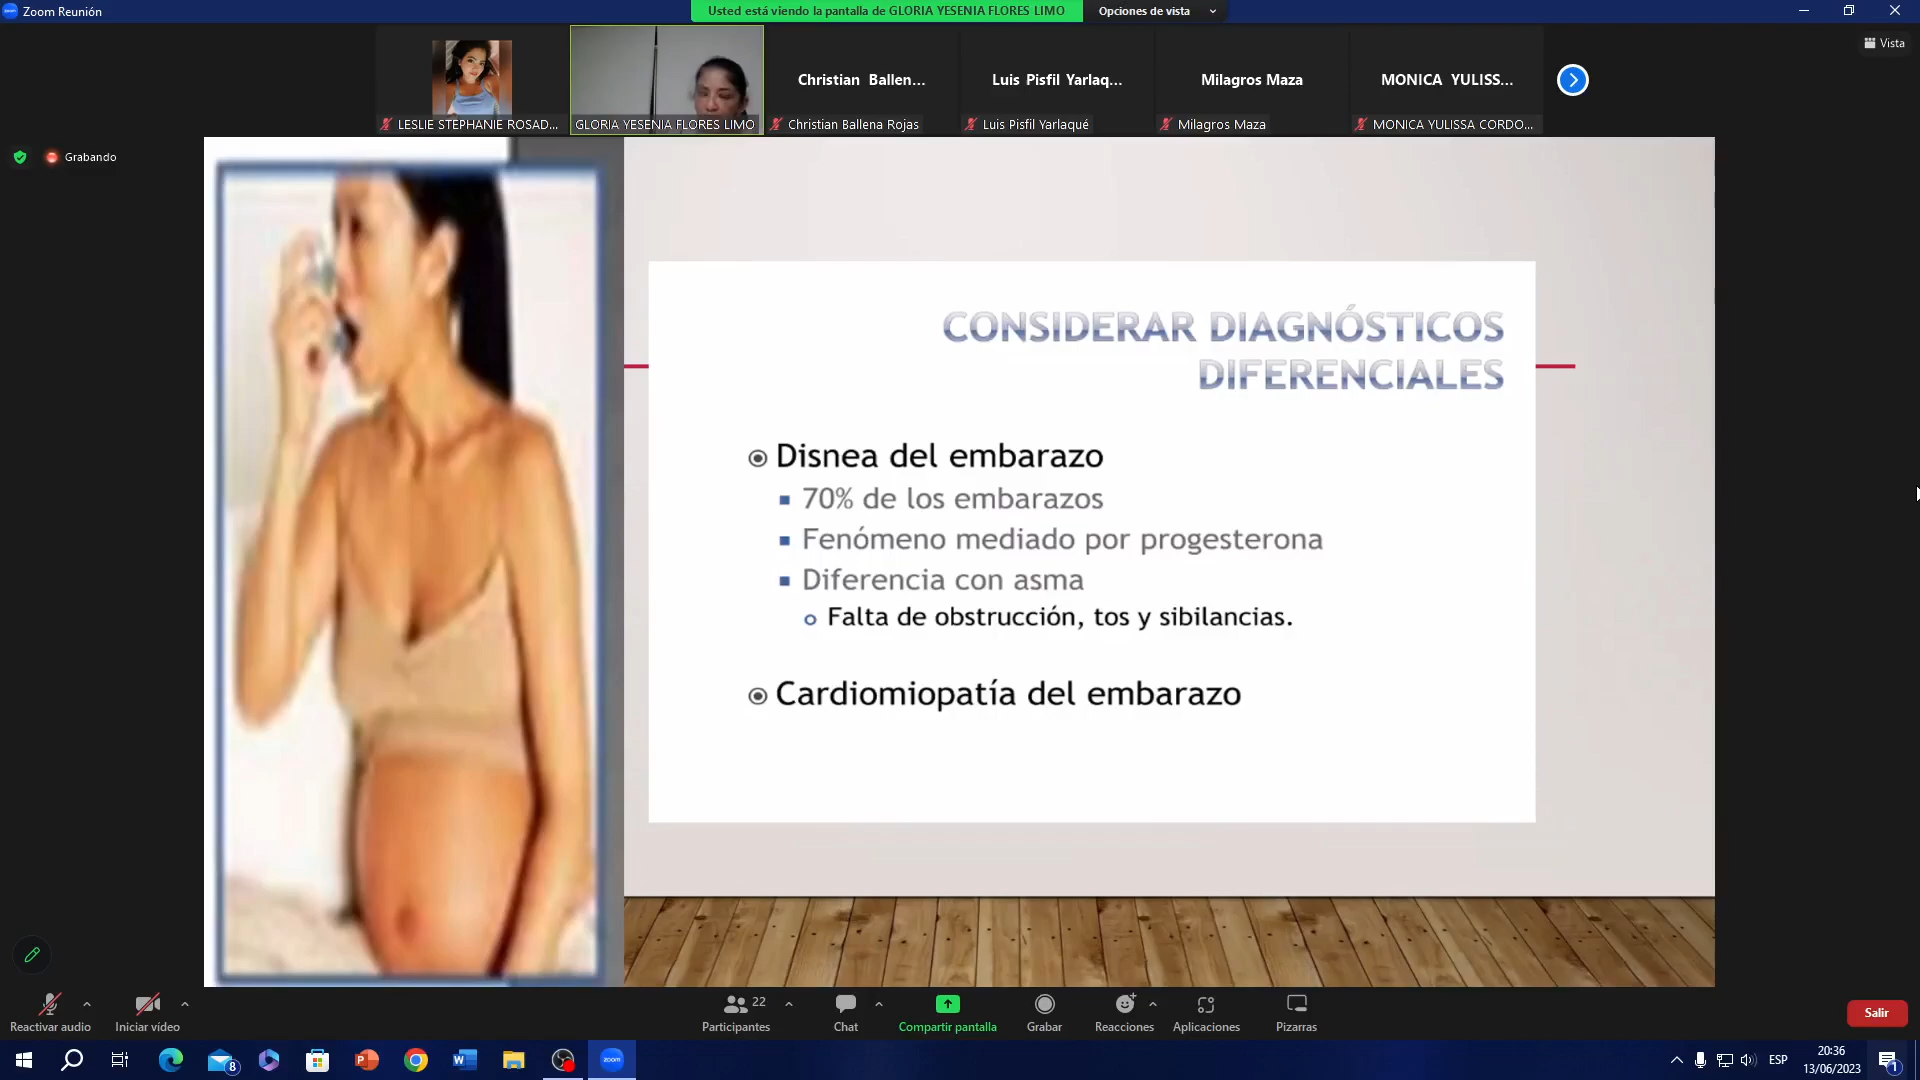 Zoom Reunión
Usted está viendo la pantalla de GLORIA YESENIA FLORES LIMO
Opciones de vista
Vista
Christian Ballen...
Luis Pisfil Yarlaq...
Milagros Maza
MONICA YULISS...
LESLIE STEPHANIE ROSAD...
GLORIA YESENIA FLORES LIMO
Christian Ballena Rojas
Luis Pisfil Yarlaqué
Milagros Maza
MONICA YULISSA CORDO...
Grabando
CONSIDERAR DIAGNÓSTICOS
DIFERENCIALES
Disnea del embarazo
70% de los embarazos
Fenómeno mediado por progesterona
Diferencia con asma
Falta de obstrucción, tos y sibilancias.
Cardiomiopatía del embarazo
Reactivar audio
Iniciar vídeo
22
Participantes
Chat
Compartir pantalla
Grabar
Reacciones
Aplicaciones
Pizarras
Salir
8
zoom
ESP
20:36
13/06/2023
1